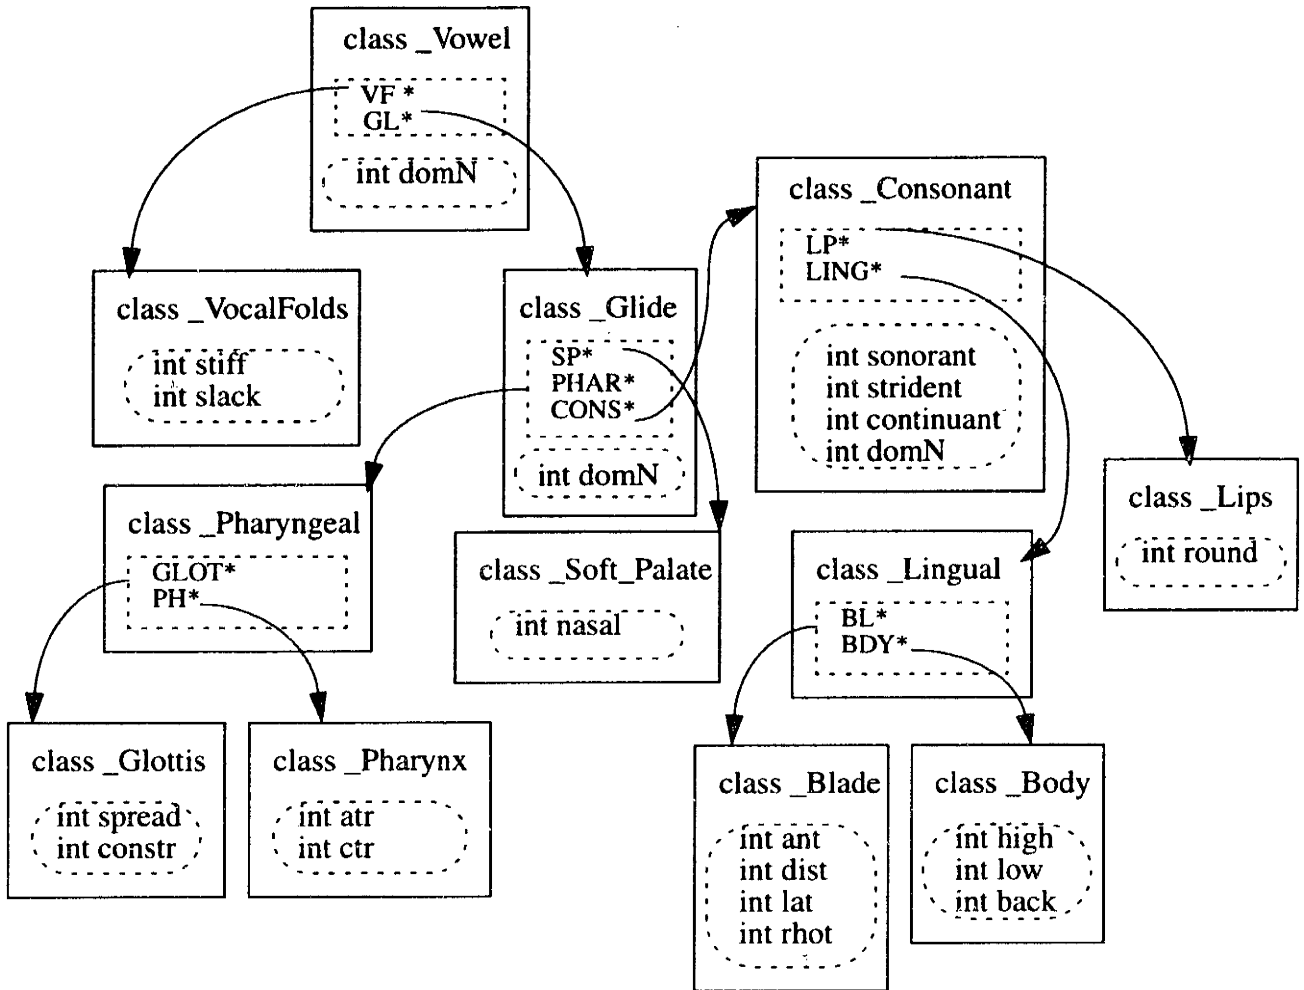 class _Vowel
VF *
GL*
int domN
class _Consonant
LP*
LING*
int sonorant
int strident
int continuant
int domN
class _VocalFolds
int stiff
int slack
class _Glide
SP*
PHAR*
CONS*
int domN
class _Lips
int round
class _Pharyngeal
GLOT*
PH*
class _Soft_Palate
int nasal
class _Lingual
BL*
BDY*
class _Glottis
int spread
int constr
class _Pharynx
int atr
int ctr
class _Blade
int ant
int dist
int lat
int rhot
class _Body
int high
int low
int back